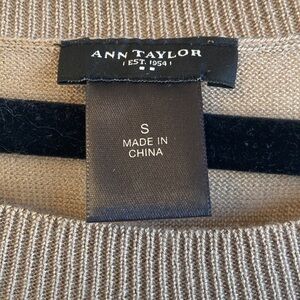 ANN TAYLOR
EST. 1954
S
MADE IN
CHINA